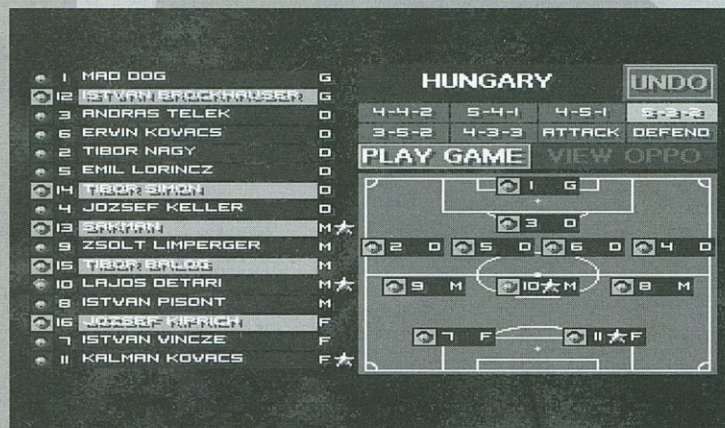 1 MAD DOG G
12 ISTVAN BROCKHAUSER G
3 ANDRAS TELEK D
6 ERVIN KOVACS D
2 TIBOR NAGY D
5 EMIL LORINCZ D
14 TIBOR SIMON D
4 JOZSEF KELLER D
13 SAKMAN M
9 ZSOLT LIMPERGER M
15 TIBOR BALOG M
10 LAJOS DETARI M
8 ISTVAN PISONT M
16 JOZSEF KIPRICH F
7 ISTVAN VINCZE F
11 KALMAN KOVACS F
HUNGARY UNDO
4-4-2 5-4-1 4-5-1 5-3-2
3-5-2 4-3-3 ATTACK DEFEND
PLAY GAME VIEW OPPO
1 G
3 D
2 D 5 D 6 D 4 D
9 M 10 M 8 M
7 F 11 F